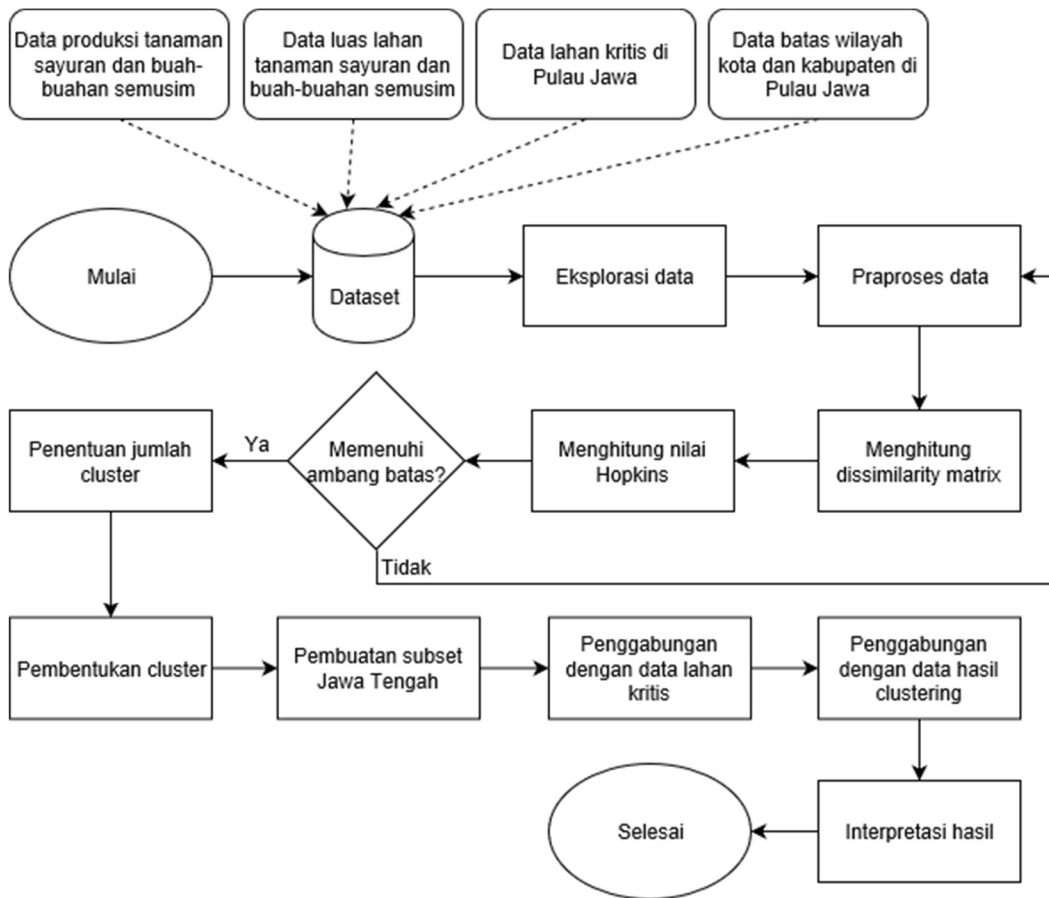 Data produksi tanaman
sayuran dan buah-
buahan semusim
Data luas lahan
tanaman sayuran dan
buah-buahan semusim
Data lahan kritis di
Pulau Jawa
Data batas wilayah
kota dan kabupaten di
Pulau Jawa
Mulai
Dataset
Eksplorasi data
Praproses data
Penentuan jumlah
cluster
Ya
Memenuhi
ambang batas?
Menghitung nilai
Hopkins
Menghitung
dissimilarity matrix
Tidak
Pembentukan cluster
Pembuatan subset
Jawa Tengah
Penggabungan
dengan data lahan
kritis
Penggabungan
dengan data hasil
clustering
Selesai
Interpretasi hasil